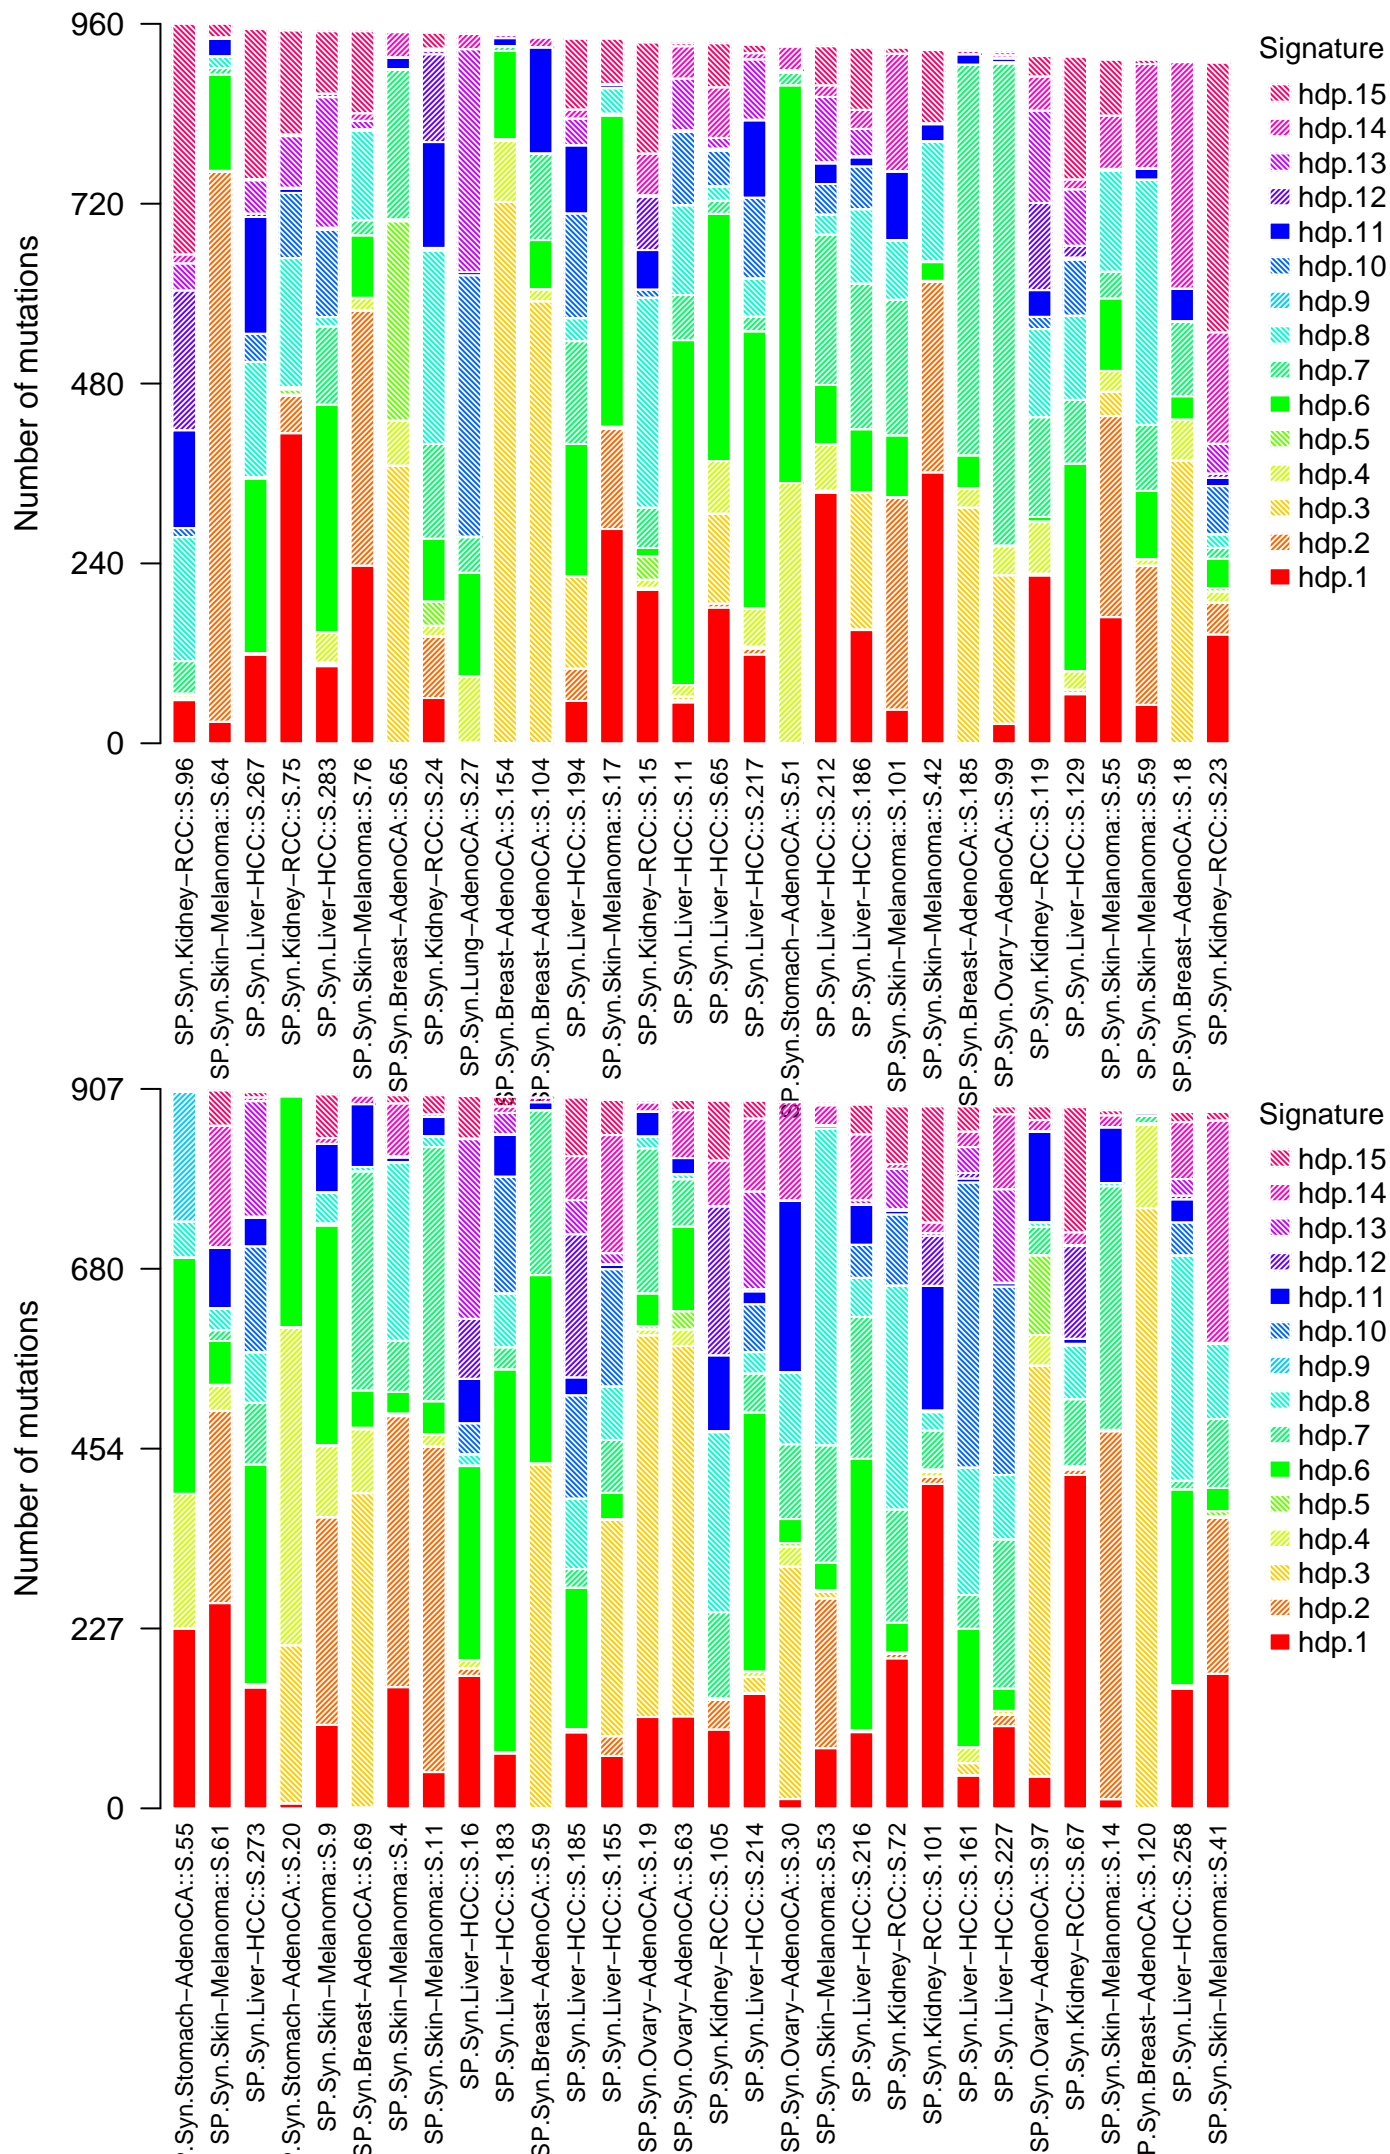 960
720
480
240
0
Number of mutations
Signature
hdp.15
hdp.14
hdp.13
hdp.12
hdp.11
hdp.10
hdp.9
hdp.8
hdp.7
hdp.6
hdp.5
hdp.4
hdp.3
hdp.2
hdp.1
SP.Syn.Kidney−RCC::S.96
SP.Syn.Skin−Melanoma::S.64
SP.Syn.Liver−HCC::S.267
SP.Syn.Kidney−RCC::S.75
SP.Syn.Liver−HCC::S.283
SP.Syn.Skin−Melanoma::S.76
SP.Syn.Breast−AdenoCA::S.65
SP.Syn.Kidney−RCC::S.24
SP.Syn.Lung−AdenoCA::S.27
SP.Syn.Breast−AdenoCA::S.154
SP.Syn.Breast−AdenoCA::S.104
SP.Syn.Liver−HCC::S.194
SP.Syn.Skin−Melanoma::S.17
SP.Syn.Kidney−RCC::S.15
SP.Syn.Liver−HCC::S.11
SP.Syn.Liver−HCC::S.65
SP.Syn.Liver−HCC::S.217
SP.Syn.Stomach−AdenoCA::S.51
SP.Syn.Liver−HCC::S.212
SP.Syn.Liver−HCC::S.186
SP.Syn.Skin−Melanoma::S.101
SP.Syn.Skin−Melanoma::S.42
SP.Syn.Breast−AdenoCA::S.185
SP.Syn.Ovary−AdenoCA::S.99
SP.Syn.Kidney−RCC::S.119
SP.Syn.Liver−HCC::S.129
SP.Syn.Skin−Melanoma::S.55
SP.Syn.Skin−Melanoma::S.59
SP.Syn.Breast−AdenoCA::S.18
SP.Syn.Kidney−RCC::S.23
907
680
454
227
0
Number of mutations
Signature
hdp.15
hdp.14
hdp.13
hdp.12
hdp.11
hdp.10
hdp.9
hdp.8
hdp.7
hdp.6
hdp.5
hdp.4
hdp.3
hdp.2
hdp.1
P.Syn.Stomach−AdenoCA::S.55
SP.Syn.Skin−Melanoma::S.61
SP.Syn.Liver−HCC::S.273
P.Syn.Stomach−AdenoCA::S.20
SP.Syn.Skin−Melanoma::S.9
SP.Syn.Breast−AdenoCA::S.69
SP.Syn.Skin−Melanoma::S.4
SP.Syn.Skin−Melanoma::S.11
SP.Syn.Liver−HCC::S.16
SP.Syn.Liver−HCC::S.183
SP.Syn.Breast−AdenoCA::S.59
SP.Syn.Liver−HCC::S.185
SP.Syn.Liver−HCC::S.155
SP.Syn.Ovary−AdenoCA::S.19
SP.Syn.Ovary−AdenoCA::S.63
SP.Syn.Kidney−RCC::S.105
SP.Syn.Liver−HCC::S.214
SP.Syn.Ovary−AdenoCA::S.30
SP.Syn.Skin−Melanoma::S.53
SP.Syn.Liver−HCC::S.216
SP.Syn.Kidney−RCC::S.72
SP.Syn.Kidney−RCC::S.101
SP.Syn.Liver−HCC::S.161
SP.Syn.Liver−HCC::S.227
SP.Syn.Ovary−AdenoCA::S.97
SP.Syn.Kidney−RCC::S.67
SP.Syn.Skin−Melanoma::S.14
P.Syn.Breast−AdenoCA::S.120
SP.Syn.Liver−HCC::S.258
SP.Syn.Skin−Melanoma::S.41